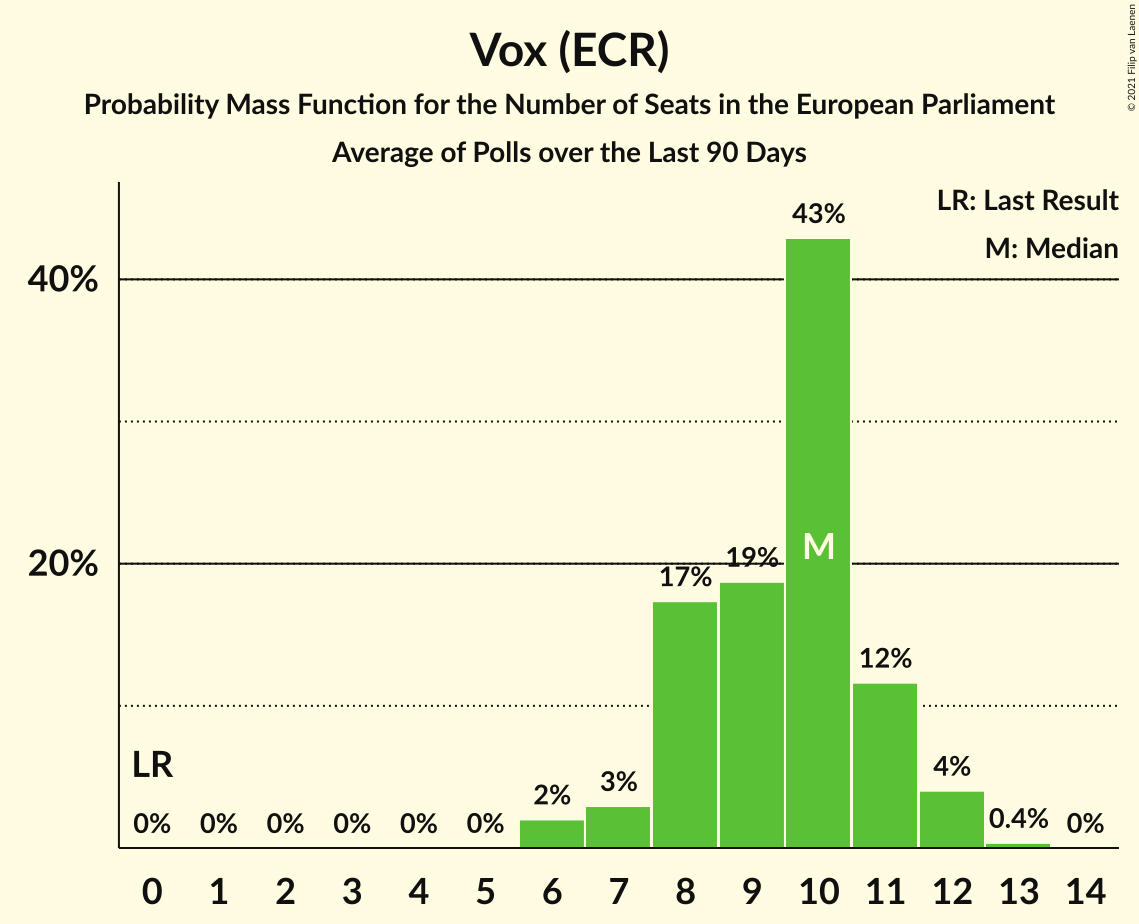 Vox (ECR)
Probability Mass Function for the Number of Seats in the European Parliament
Average of Polls over the Last 90 Days
© 2021 Filip van Laenen
LR: Last Result
M: Median
43%
40%
20%
19%
17%
M
12%
LR
4%
3%
2%
0.4%
0% 0% 0% 0% 0% 0% 0%
0 1 2 3 4 5 6 7 8 9 10 11 12 13 14